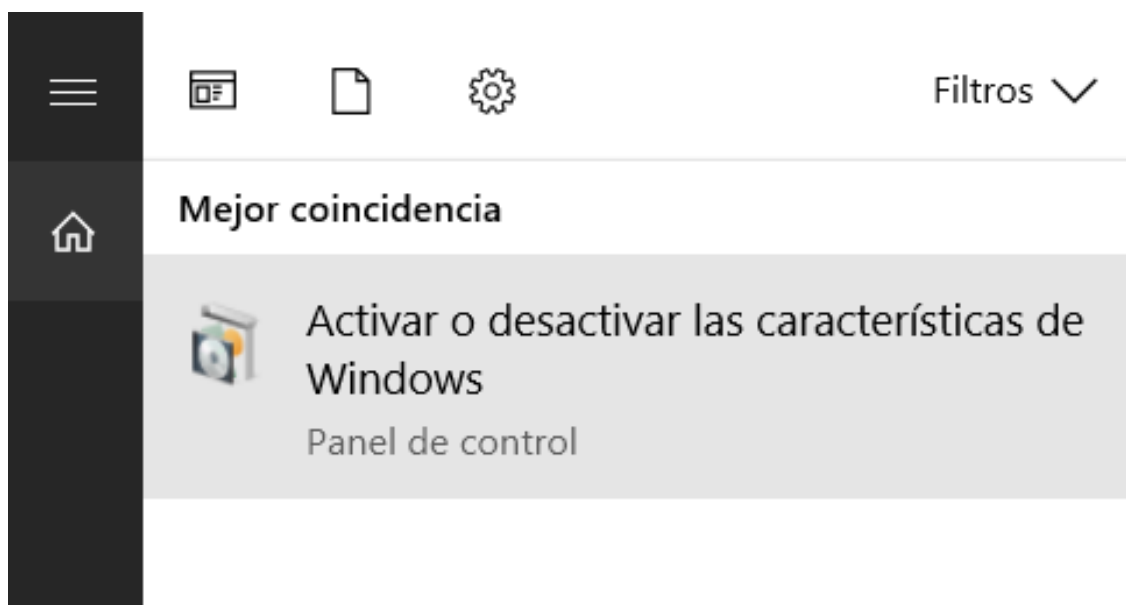 Filtros
Mejor coincidencia
Activar o desactivar las características de
Windows
Panel de control